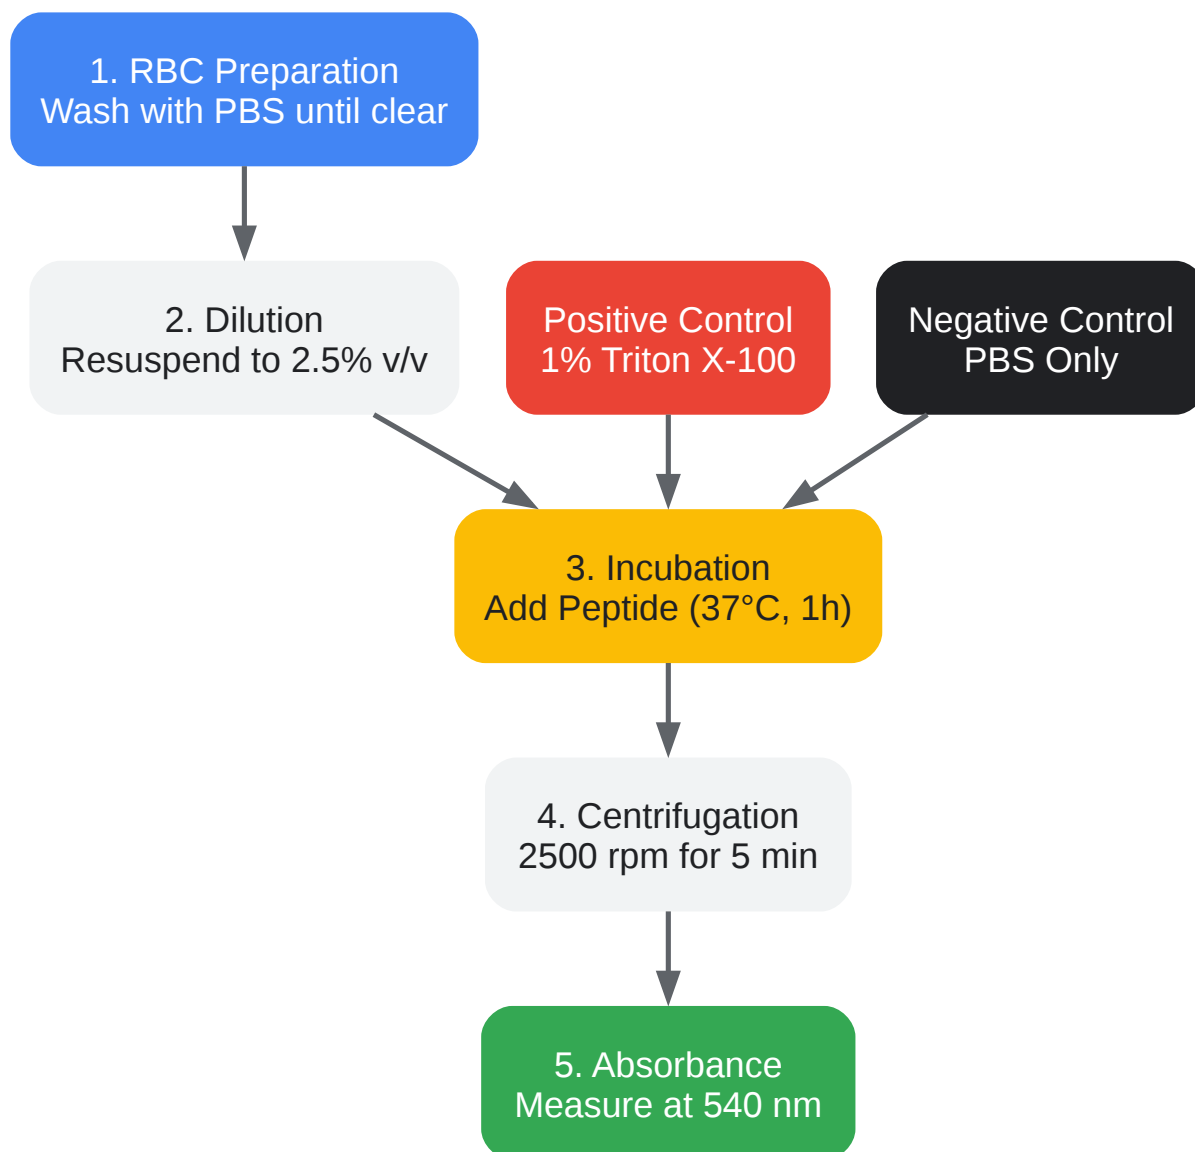 1. RBC Preparation
Wash with PBS until clear
2. Dilution
Resuspend to 2.5% v/v
Positive Control
1% Triton X-100
Negative Control
PBS Only
3. Incubation
Add Peptide (37°C, 1h)
4. Centrifugation
2500 rpm for 5 min
5. Absorbance
Measure at 540 nm